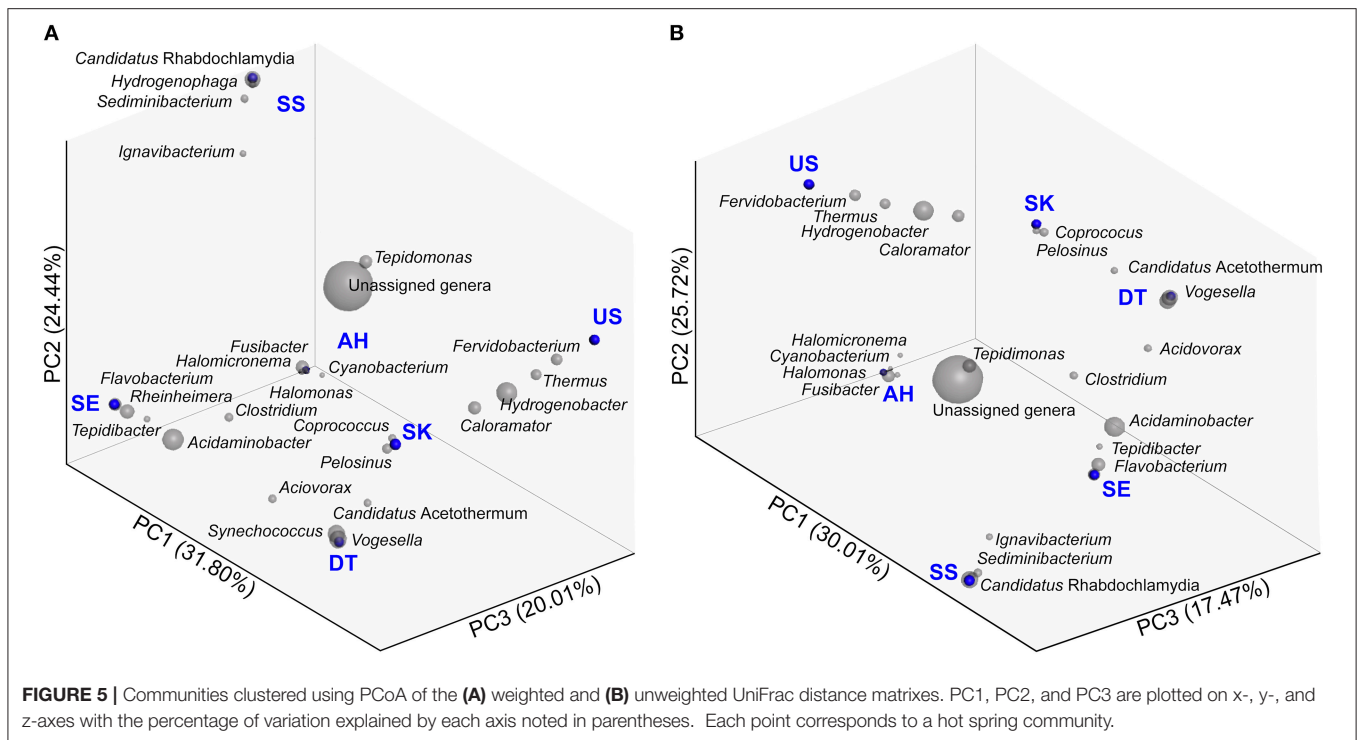 A
Candidatus Rhabdochlamydia
Hydrogenophaga
Sediminibacterium
SS
Ignavibacterium
PC2 (24.44%)
Tepidomonas
Unassigned genera
US
AH
Fusibacter
Halomicronema
Cyanobacterium
Fervidobacterium
Thermus
Flavobacterium
Rheinheimera
Halomonas
Hydrogenobacter
SE
Clostridium
Coprococcus
SK
Caloramator
Tepidibacter
Acidaminobacter
Pelosinus
Aciovorax
Candidatus Acetothermum
Synechococcus
Vogesella
DT
PC1 (31.80%)
PC3 (20.01%)
B
US
Fervidobacterium
Thermus
Hydrogenobacter
Caloramator
SK
Coprococus
Pelosinus
Candidatus Acetothermum
DT
Vogesella
PC2 (25.72%)
Halomicronema
Cyanobacterium
Halomonas
Fusibacter
AH
Tepidimonas
Unassigned genera
Acidovorax
Clostridium
Acidaminobacter
Tepidibacter
Flavobacterium
SE
Ignavibacterium
Sediminibacterium
SS
Candidatus Rhabdochlamydia
PC1 (30.01%)
PC3 (17.47%)
FIGURE 5 | Communities clustered using PCoA of the (A) weighted and (B) unweighted UniFrac distance matrixes. PC1, PC2, and PC3 are plotted on x-, y-, and
z-axes with the percentage of variation explained by each axis noted in parentheses. Each point corresponds to a hot spring community.